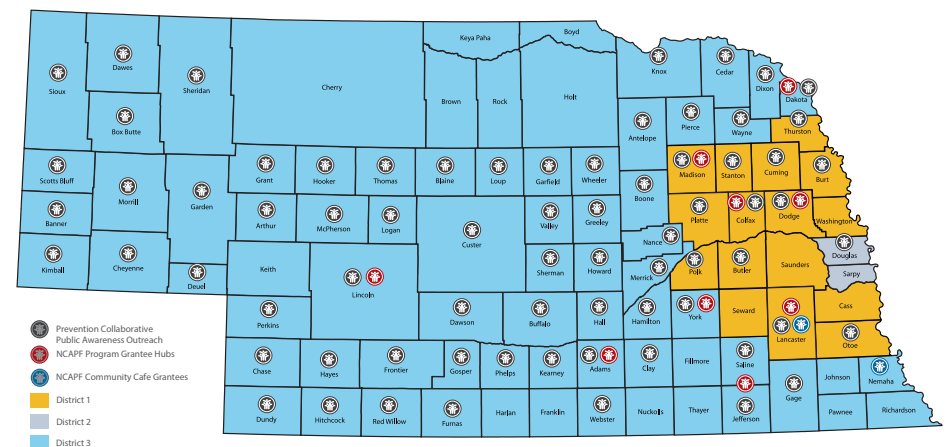 Boyd
Keya Paha
Knox
Cedar
Dawes
Sioux
Sheridan
Cherry
Brown
Rock
Holt
Dixon
Dakota
Box Butte
Antelope
Pierce
Wayne
Thurston
Scotts Bluff
Grant
Hooker
Thomas
Blaine
Loup
Garfield
Wheeler
Madison
Stanton
Cuming
Burt
Morrill
Garden
Boone
Banner
Arthur
McPherson
Logan
Custer
Valley
Greeley
Platte
Colfax
Dodge
Washington
Nance
Kimball
Cheyenne
Deuel
Keith
Lincoln
Sherman
Howard
Merrick
Polk
Butler
Saunders
Douglas
Sarpy
Perkins
Dawson
Buffalo
Hall
Hamilton
York
Seward
Lancaster
Cass
Otoe
Chase
Hayes
Frontier
Gosper
Phelps
Kearney
Adams
Clay
Fillmore
Saline
Gage
Johnson
Nemaha
Dundy
Hitchcock
Red Willow
Furnas
Harlan
Franklin
Webster
Nuckolls
Thayer
Jefferson
Pawnee
Richardson
Prevention Collaborative
Public Awareness Outreach
NCAPF Program Grantee Hubs
NCAPF Community Cafe Grantees
District 1
District 2
District 3